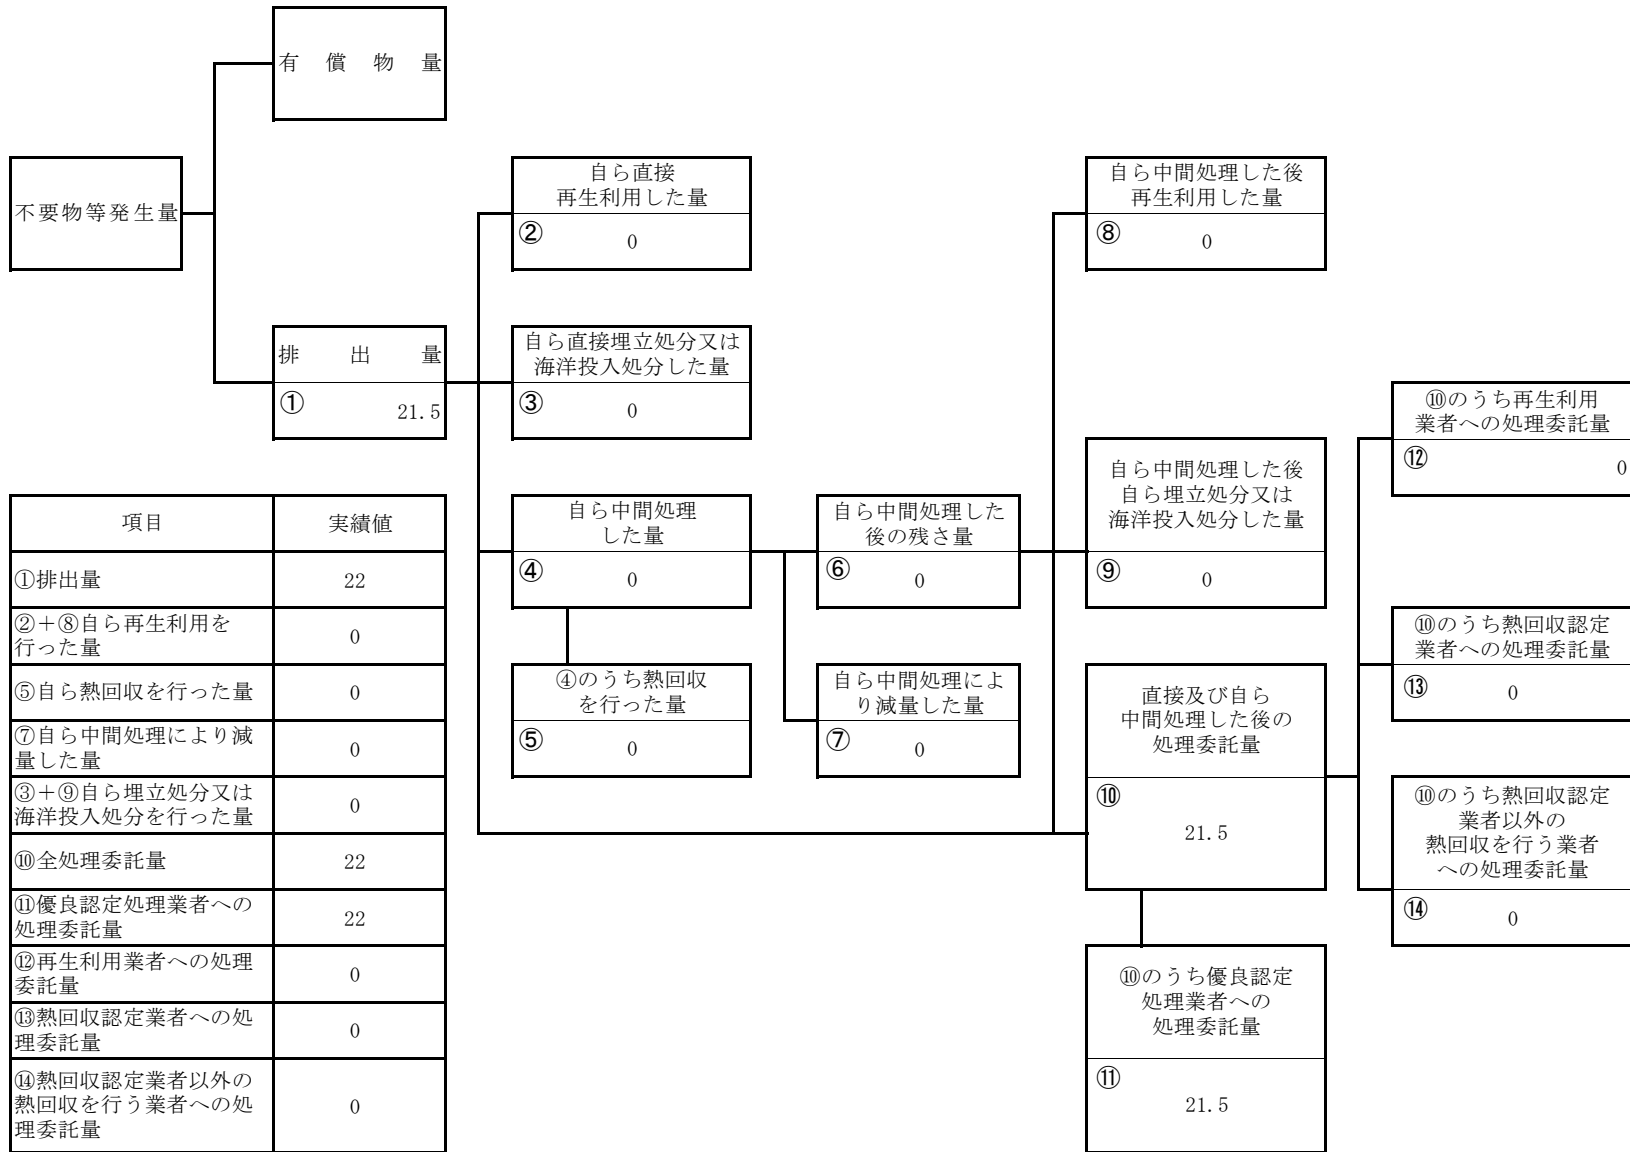 有償物量
不要物等発生量
排出量
①
21.5
自ら直接
再生利用した量
②
0
自ら直接埋立処分又は
海洋投入処分した量
③
0
自ら中間処理
した量
④
0
④のうち熱回収
を行った量
⑤
0
自ら中間処理した
後の残さ量
⑥
0
自ら中間処理によ
り減量した量
⑦
0
自ら中間処理した後
再生利用した量
⑧
0
自ら中間処理した後
自ら埋立処分又は
海洋投入処分した量
⑨
0
直接及び自ら
中間処理した後の
処理委託量
⑩
21.5
⑩のうち優良認定
処理業者への
処理委託量
⑪
21.5
⑩のうち再生利用
業者への処理委託量
⑫
0
⑩のうち熱回収認定
業者への処理委託量
⑬
0
⑩のうち熱回収認定
業者以外の
熱回収を行う業者
への処理委託量
⑭
0
項目 実績値
①排出量 22
②+⑧自ら再生利用を
行った量 0
⑤自ら熱回収を行った量 0
⑦自ら中間処理により減
量した量 0
③+⑨自ら埋立処分又は
海洋投入処分を行った量 0
⑩全処理委託量 22
⑪優良認定処理業者への
処理委託量 22
⑫再生利用業者への処理
委託量 0
⑬熱回収認定業者への処
理委託量 0
⑭熱回収認定業者以外の
熱回収を行う業者への処
理委託量 0